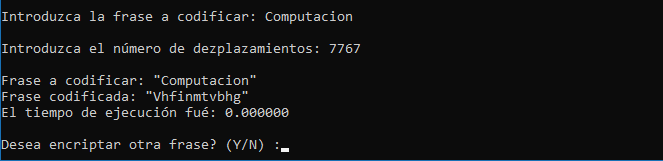 Introduzca la frase a codificar: Computacion
Introduzca el número de dezplazamientos: 7767
Frase a codificar: "Computacion"
Frase codificada: "Vhfinmtvbhg"
El tiempo de ejecución fué: 0.000000
Desea encriptar otra frase? (Y/N) :